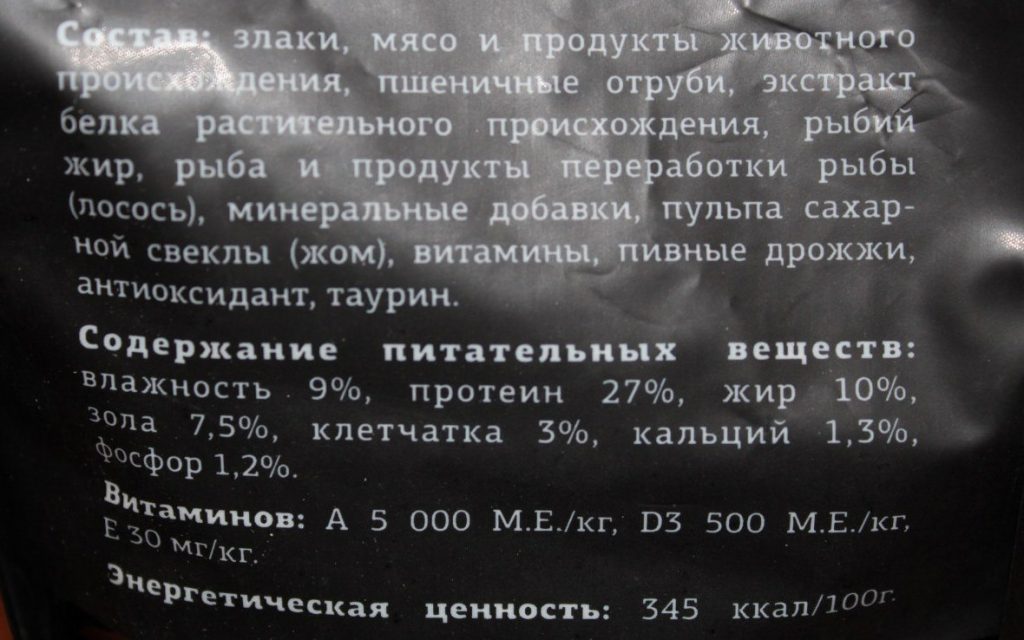 Состав: злаки, мясо и продукты животного
происхождения, пшеничные отруби, экстракт
белка растительного происхождения, рыбий
жир, рыба и продукты переработки рыбы
(лосось), минеральные добавки, пульпа сахар-
ной свеклы (жом), витамины, пивные дрожжи,
антиоксидант, таурин.
Содержание питательных веществ:
влажность 9%, протеин 27%, жир 10%,
зола 7,5%, клетчатка 3%, кальций 1,3%,
фосфор 1,2%.
Витаминов: А 5 000 М.Е./кг, D3 500 М.Е./кг,
Е 30 мг/кг.
Энергетическая ценность: 345 ккал/100г.